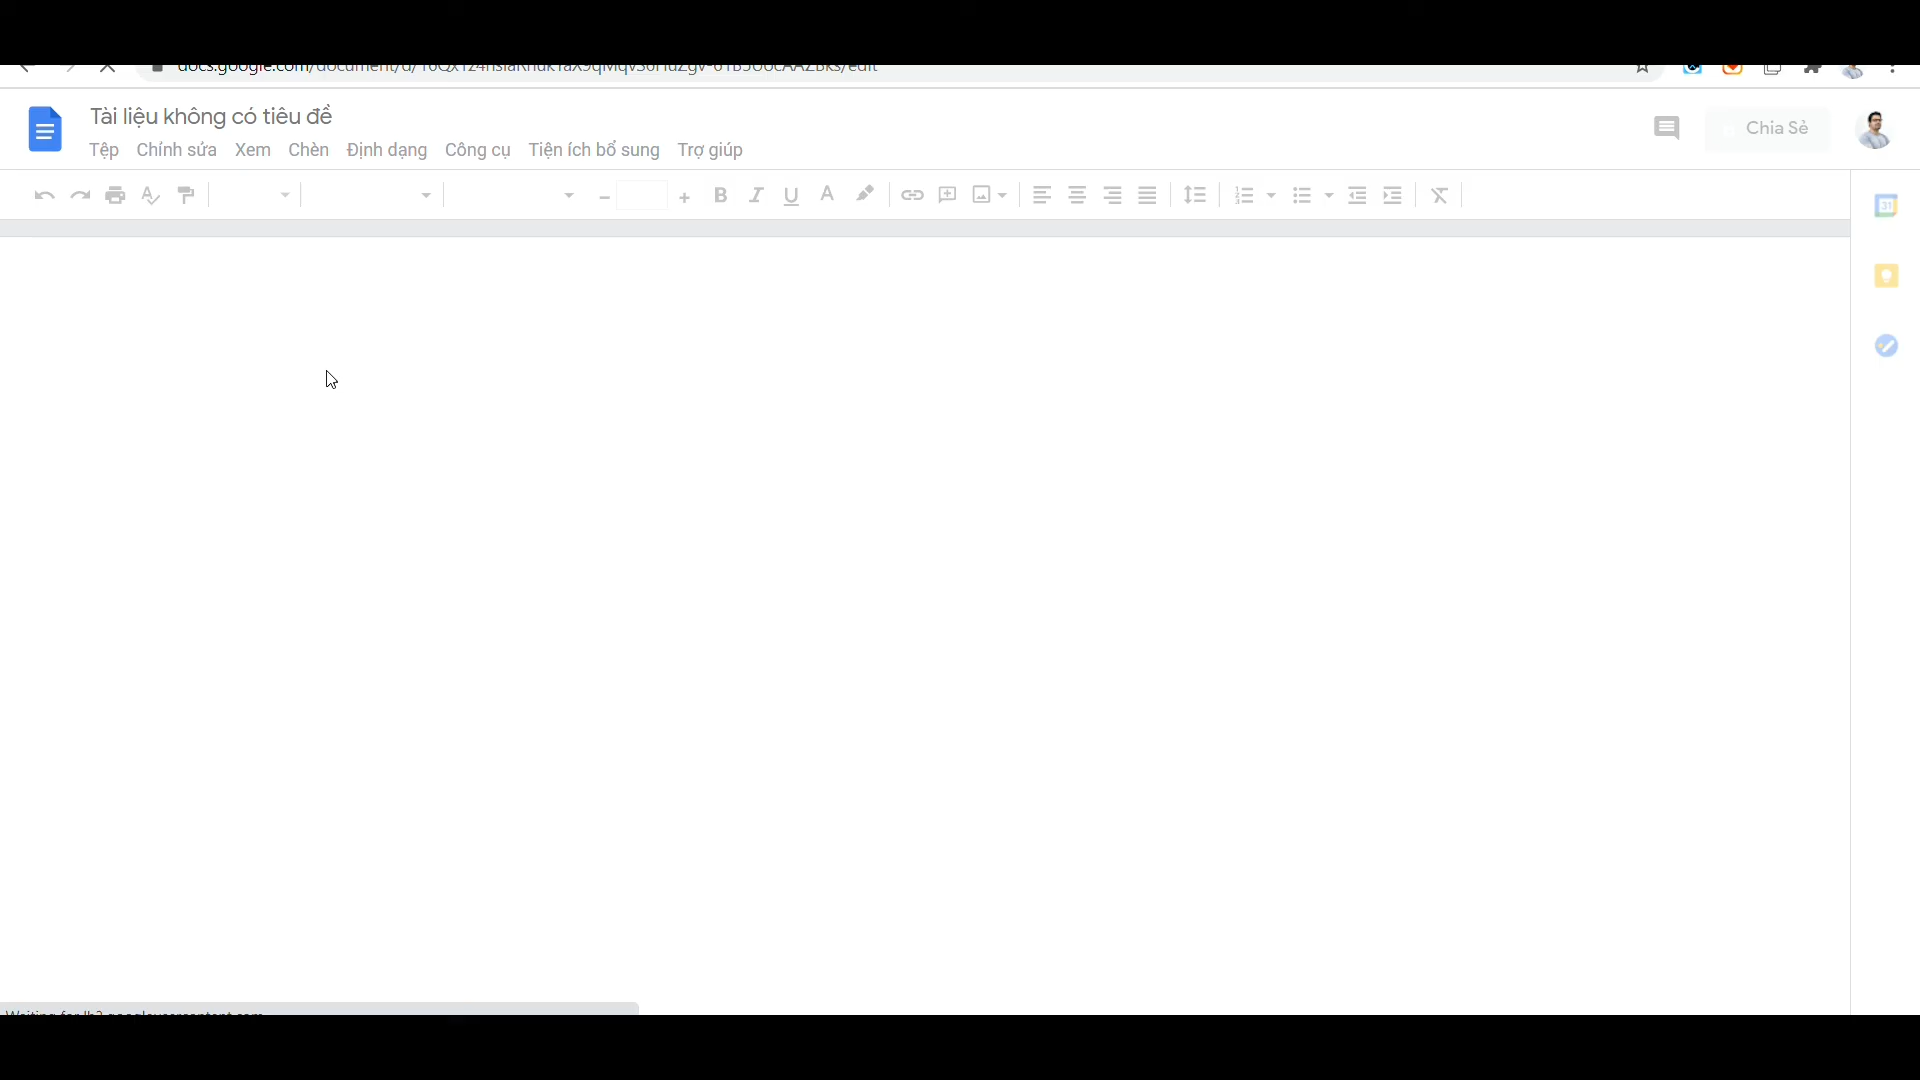 Tài liệu không có tiêu đề
Tệp Chỉnh sửa Xem Chèn Định dạng Công cụ Tiện ích bổ sung Trợ giúp
Chia Sẻ
31